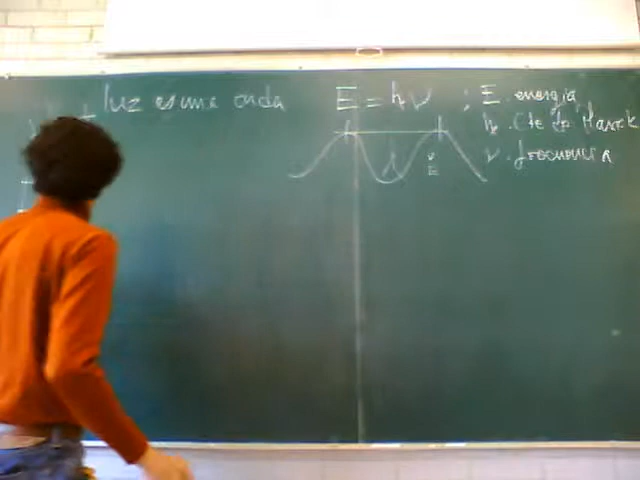 luz es una onda E = hν ; E. energía
h. Cte de Planck
ν. frecuencia
ν
E